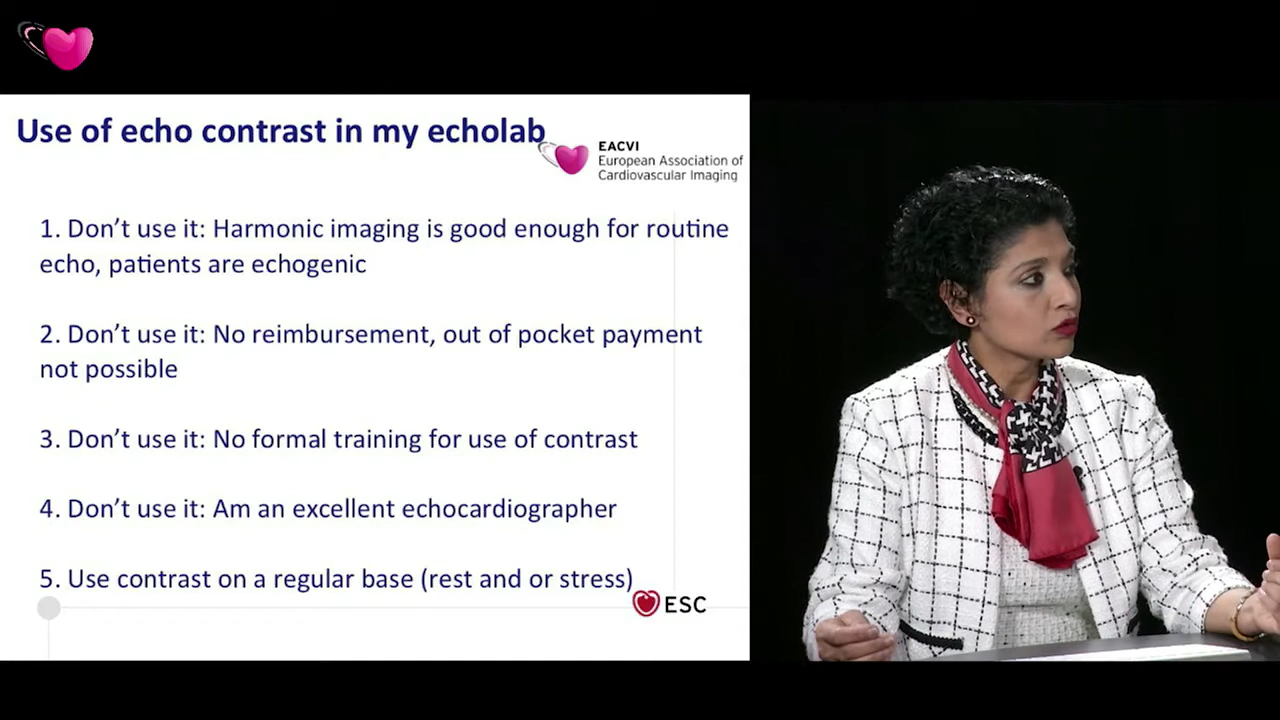 Use of echo contrast in my echolab
EACVI
European Association of
Cardiovascular Imaging
1. Don't use it: Harmonic imaging is good enough for routine
echo, patients are echogenic
2. Don't use it: No reimbursement, out of pocket payment
not possible
3. Don't use it: No formal training for use of contrast
4. Don't use it: Am an excellent echocardiographer
5. Use contrast on a regular base (rest and or stress)
ESC